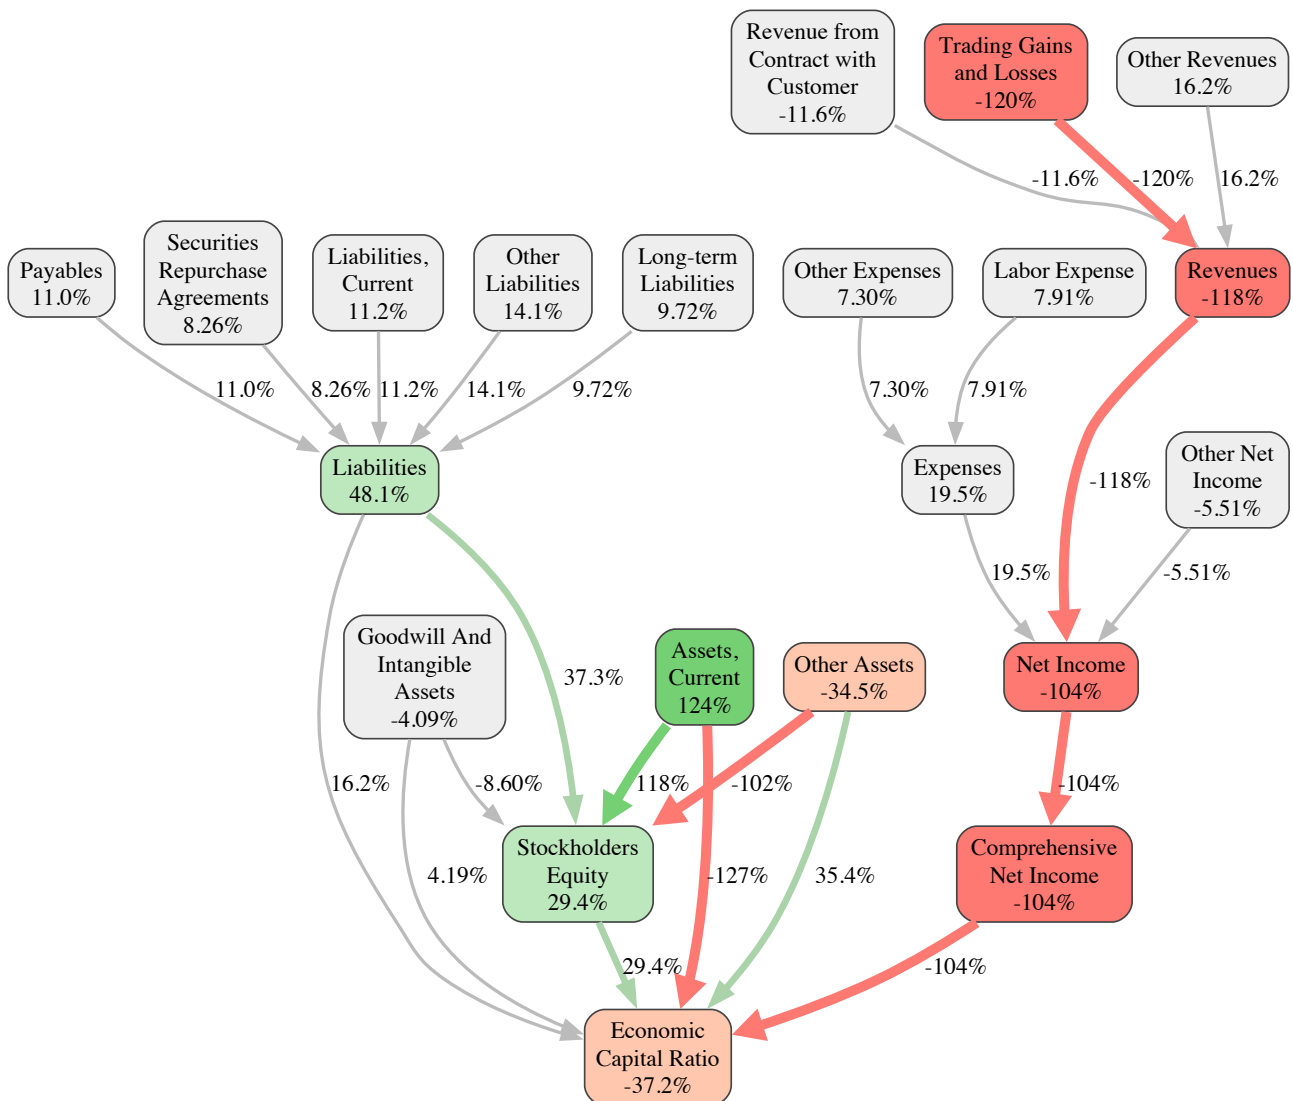 Revenue from
Contract with
Customer
-11.6%
Trading Gains
and Losses
-120%
Other Revenues
16.2%
-11.6%
-120%
16.2%
Payables
11.0%
Securities
Repurchase
Agreements
8.26%
Liabilities,
Current
11.2%
Other
Liabilities
14.1%
Long-term
Liabilities
9.72%
Other Expenses
7.30%
Labor Expense
7.91%
Revenues
-118%
11.0%
8.26%
11.2%
14.1%
9.72%
7.30%
7.91%
Liabilities
48.1%
Expenses
19.5%
-118%
Other Net
Income
-5.51%
19.5%
-5.51%
Goodwill And
Intangible
Assets
-4.09%
37.3%
Assets,
Current
124%
Other Assets
-34.5%
Net Income
-104%
16.2%
-8.60%
118%
-102%
-104%
4.19%
Stockholders
Equity
29.4%
-127%
35.4%
Comprehensive
Net Income
-104%
29.4%
-104%
Economic
Capital Ratio
-37.2%